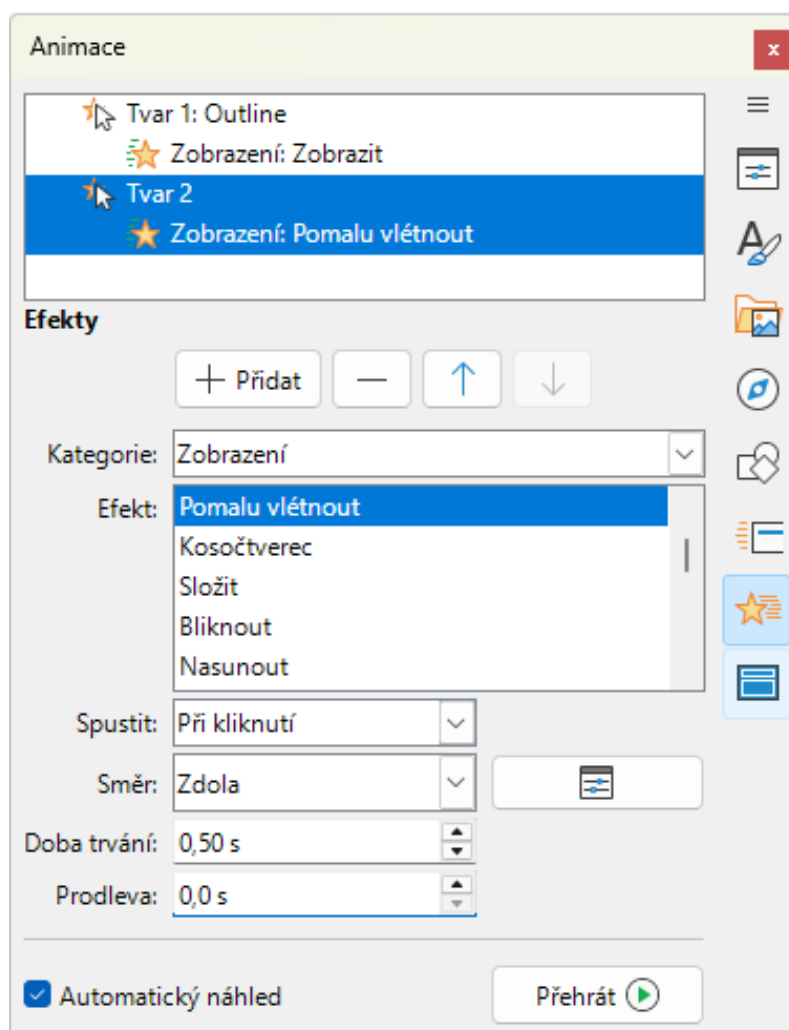 Animace
Tvar 1: Outline
Zobrazení: Zobrazit
Tvar 2
Zobrazení: Pomalu vlétnout
Efekty
Přidat
Kategorie: Zobrazení
Efekt: Pomalu vlétnout
Kosočtverec
Složit
Bliknout
Nasunout
Spustit: Při kliknutí
Směr: Zdola
Doba trvání: 0,50 s
Prodleva: 0,0 s
Automatický náhled
Přehrát